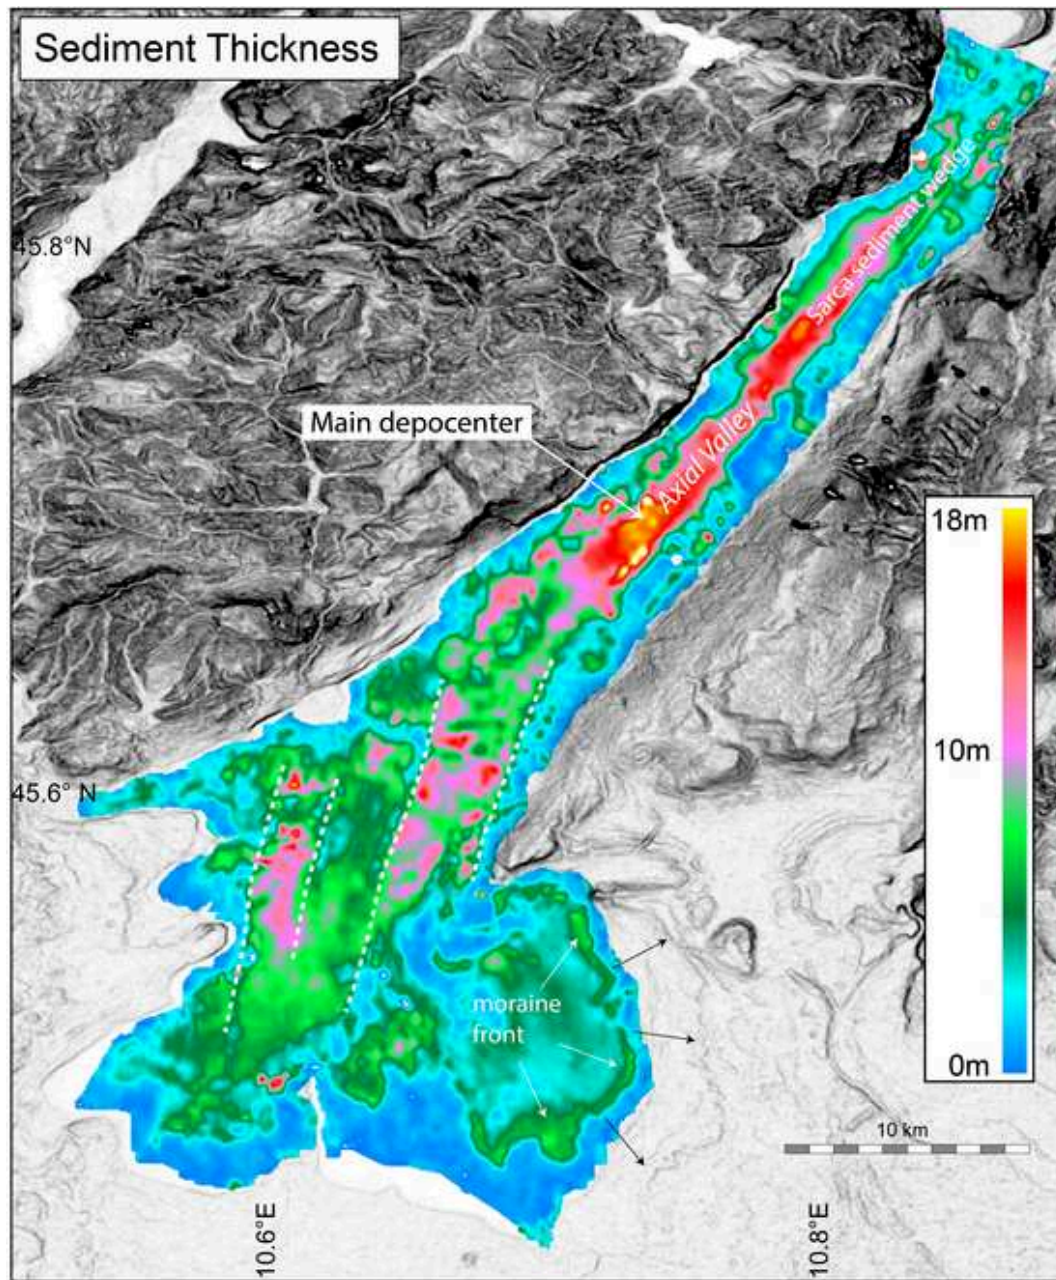 Sediment Thickness
45.8° N
Sarca sediment wedge
Main depocenter
Axial Valley
18m
10m
0m
45.6° N
moraine
front
10 km
10.6°E
10.8°E